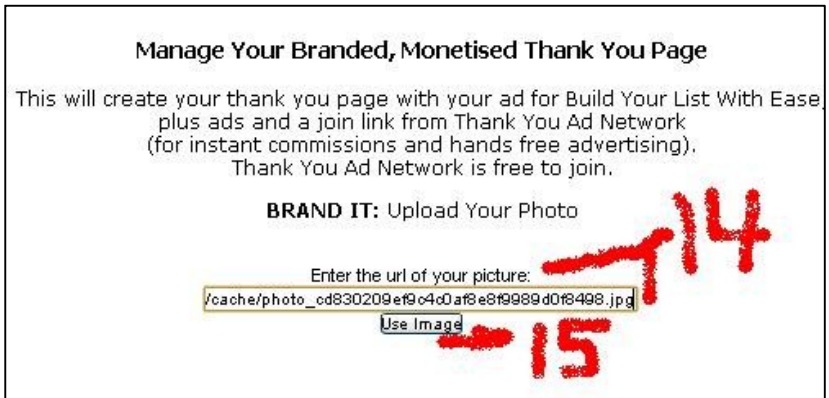 Manage Your Branded, Monetised Thank You Page
This will create your thank you page with your ad for Build Your List With Ease,
plus ads and a join link from Thank You Ad Network
(for instant commissions and hands free advertising).
Thank You Ad Network is free to join.
BRAND IT: Upload Your Photo
14
Enter the url of your picture:
/cache/photo_cd830209ef9c4c0af8e8f9989d0f8498.jpg
Use Image
15